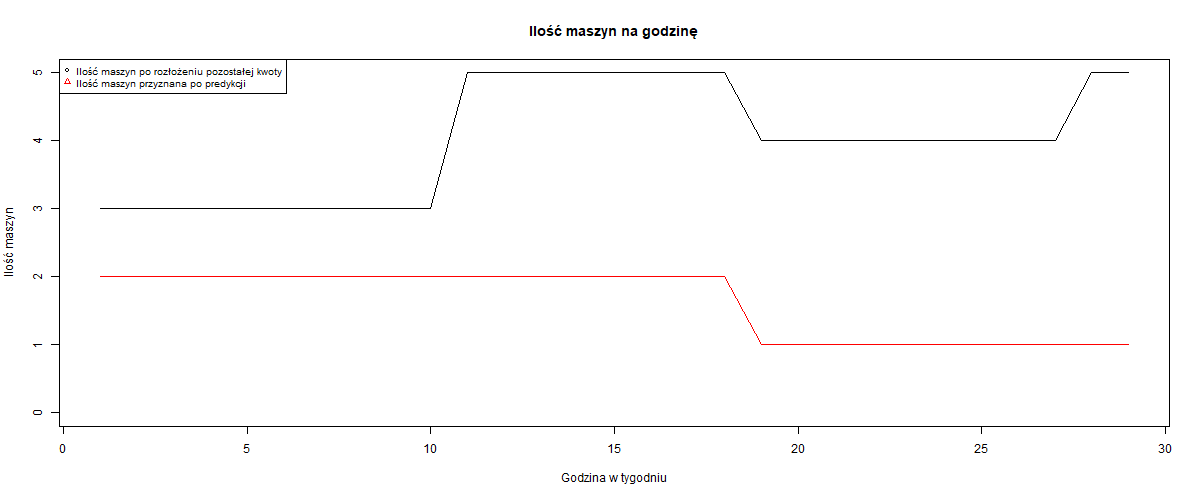 Ilość maszyn na godzinę
Ilość maszyn po rozłożeniu pozostałej kwoty
Ilość maszyn przyznana po predykcji
Ilość maszyn
5
4
3
2
1
0
0 5 10 15 20 25 30
Godzina w tygodniu